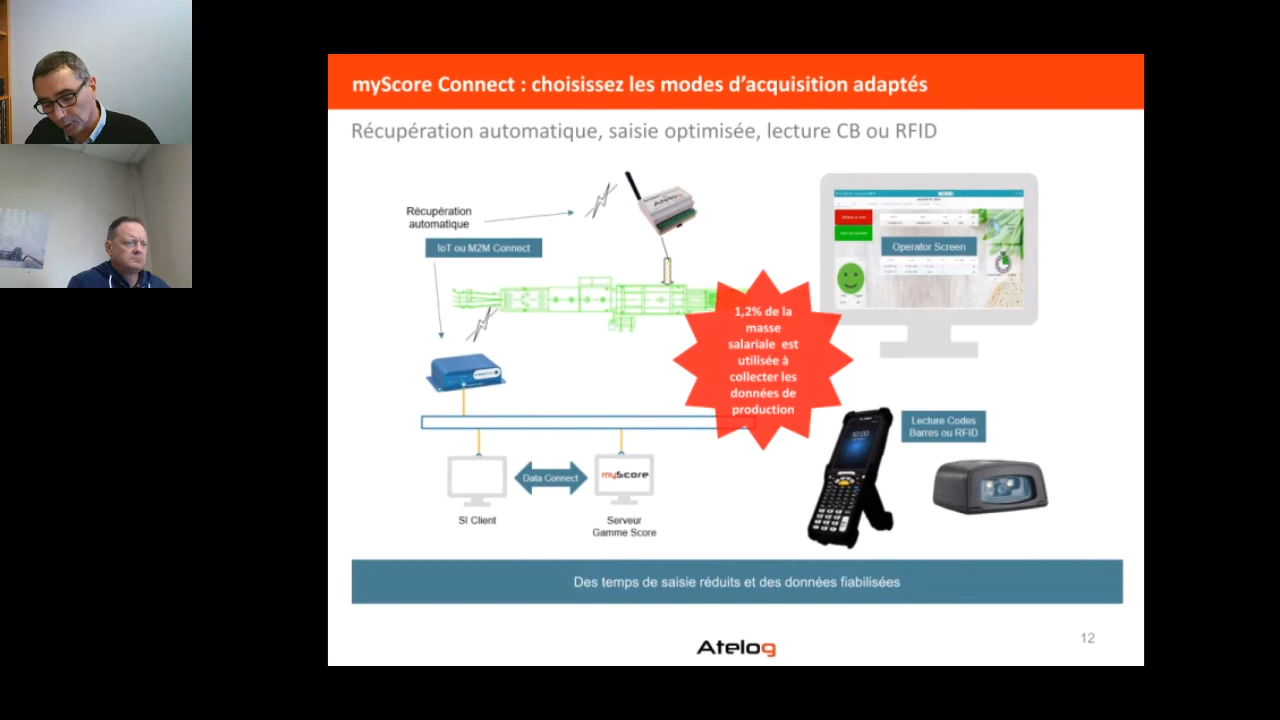 myScore Connect : choisissez les modes d'acquisition adaptés
Récupération automatique, saisie optimisée, lecture CB ou RFID
Récupération
automatique
IoT ou M2M Connect
Operator Screen
1,2% de la
masse
salariale est
utilisée à
collecter les
données de
production
10:00
Lecture Codes
Barres ou RFID
Data Connect
myScore
SI Client
Serveur
Gamme Score
Des temps de saisie réduits et des données fiabilisées
Atelog
12